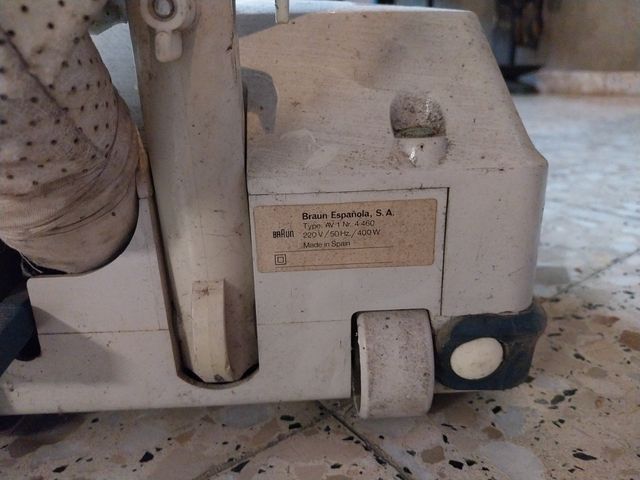 Braun Española, S. A.
BRAUN
Type. AV 1 Nr. 4 460
220 V / 50 Hz. / 400 W
Made in Spain